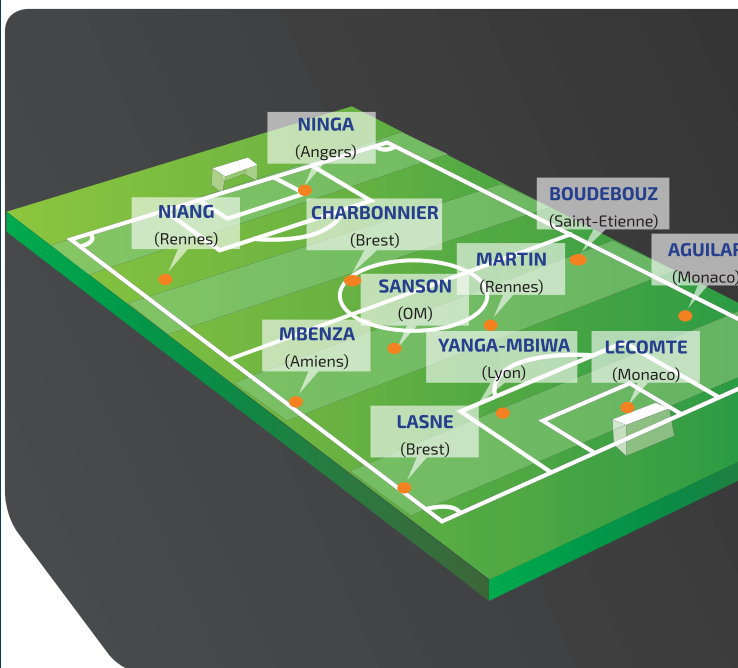 NINGA
(Angers)
NIANG
(Rennes)
CHARBONNIER
(Brest)
BOUDEBOUZ
(Saint-Etienne)
SANSON
(OM)
MARTIN
(Rennes)
AGUILAR
(Monaco)
MBENZA
(Amiens)
YANGA-MBIWA
(Lyon)
LECOMTE
(Monaco)
LASNE
(Brest)